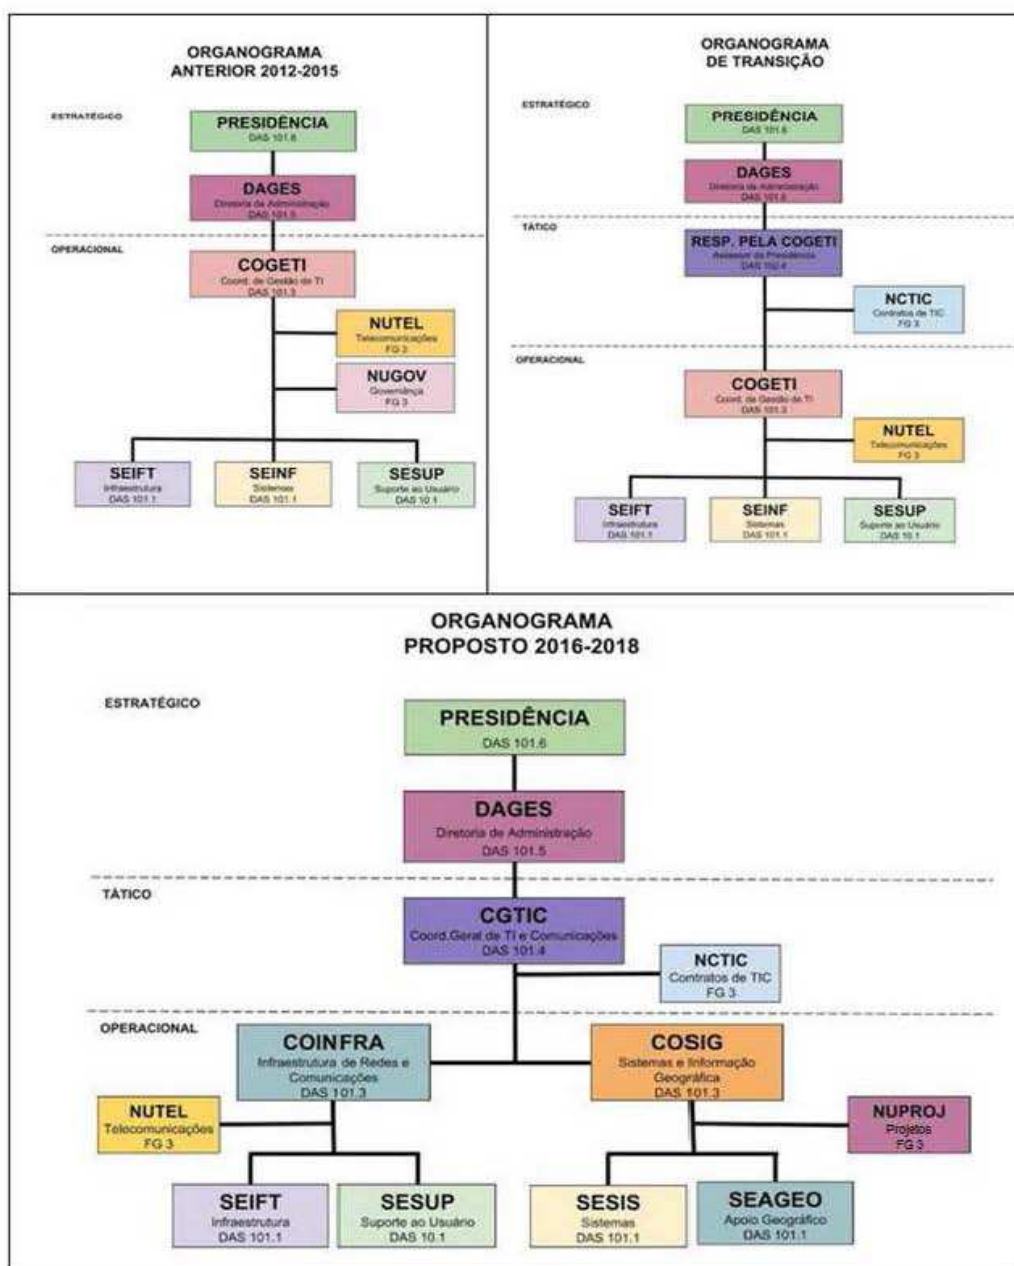 ORGANOGRAMA
ANTERIOR 2012-2015
ESTRATÉGICO
PRESIDÊNCIA
DAS 101.6
DAGES
Diretoria da Administração
DAS 101.5
OPERACIONAL
COGETI
Coord. de Gestão de TI
DAS 101.3
NUTEL
Telecomunicações
FG 3
NUGOV
Governança
FG 3
SEIFT
Infraestrutura
DAS 101.1
SEINF
Sistemas
DAS 101.1
SESUP
Suporte ao Usuário
DAS 10.1
ORGANOGRAMA
DE TRANSIÇÃO
ESTRATÉGICO
PRESIDÊNCIA
DAS 101.6
DAGES
Diretoria da Administração
DAS 101.5
TÁTICO
RESP. PELA COGETI
Assessor da Presidência
DAS 102.4
NCTIC
Contratos de TIC
FG 3
OPERACIONAL
COGETI
Coord. de Gestão de TI
DAS 101.3
NUTEL
Telecomunicações
FG 3
SEIFT
Infraestrutura
DAS 101.1
SEINF
Sistemas
DAS 101.1
SESUP
Suporte ao Usuário
DAS 10.1
ORGANOGRAMA
PROPOSTO 2016-2018
ESTRATÉGICO
PRESIDÊNCIA
DAS 101.6
DAGES
Diretoria de Administração
DAS 101.5
TÁTICO
CGTIC
Coord.Geral de TI e Comunicações
DAS 101.4
NCTIC
Contratos de TIC
FG 3
OPERACIONAL
COINFRA
Infraestrutura de Redes e
Comunicações
DAS 101.3
COSIG
Sistemas e Informação
Geográfica
DAS 101.3
NUTEL
Telecomunicações
FG 3
NUPROJ
Projetos
FG 3
SEIFT
Infraestrutura
DAS 101.1
SESUP
Suporte ao Usuário
DAS 10.1
SESIS
Sistemas
DAS 101.1
SEAGEO
Apoio Geográfico
DAS 101.1